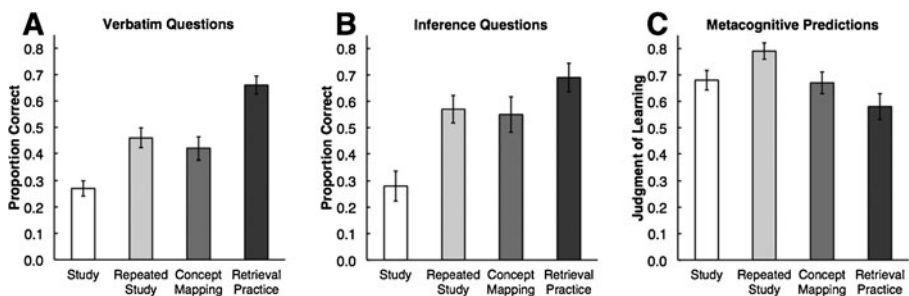 A
Verbatim Questions
Proportion Correct
0.8
0.7
0.6
0.5
0.4
0.3
0.2
0.1
0.0
Study
Repeated
Study
Concept
Mapping
Retrieval
Practice
B
Inference Questions
Proportion Correct
0.8
0.7
0.6
0.5
0.4
0.3
0.2
0.1
0.0
Study
Repeated
Study
Concept
Mapping
Retrieval
Practice
C
Metacognitive Predictions
Judgment of Learning
0.8
0.7
0.6
0.5
0.4
0.3
0.2
0.1
0.0
Study
Repeated
Study
Concept
Mapping
Retrieval
Practice